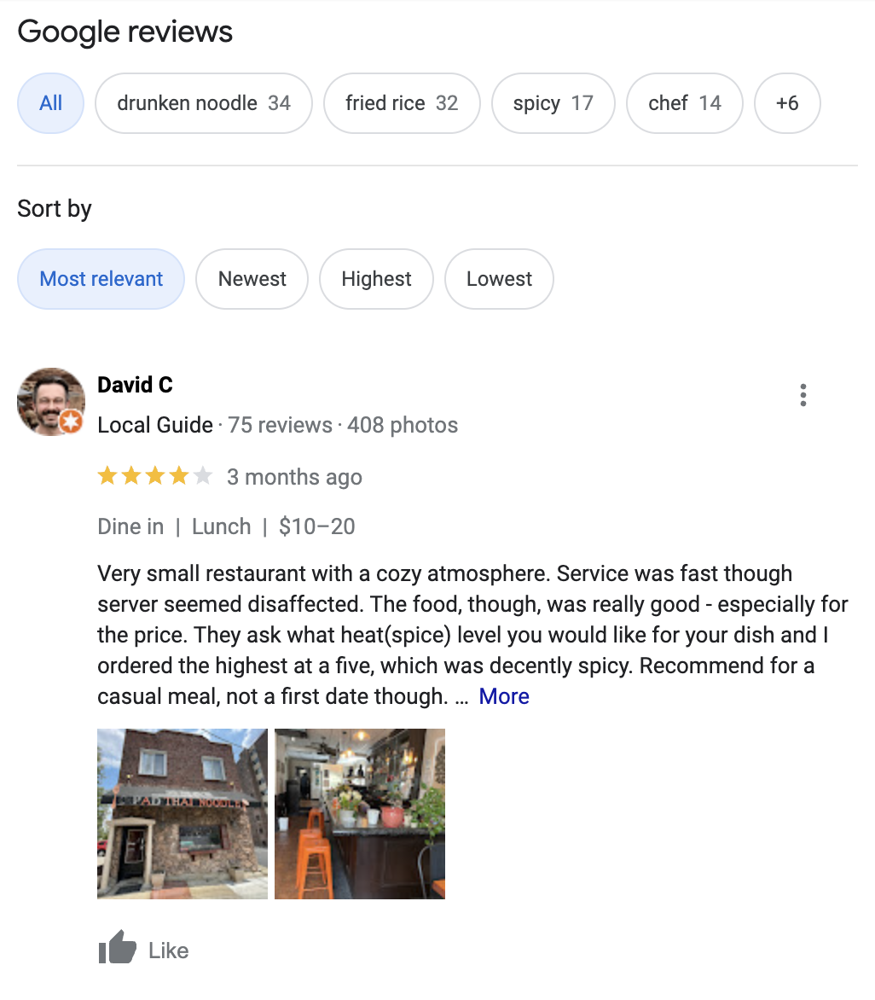 Google reviews
All drunken noodle 34 fried rice 32 spicy 17 chef 14 +6
Sort by
Most relevant Newest Highest Lowest
David C
Local Guide · 75 reviews · 408 photos
3 months ago
Dine in | Lunch | $10–20
Very small restaurant with a cozy atmosphere. Service was fast though
server seemed disaffected. The food, though, was really good - especially for
the price. They ask what heat(spice) level you would like for your dish and I
ordered the highest at a five, which was decently spicy. Recommend for a
casual meal, not a first date though. ... More
PAD THAI NOODLE
Like